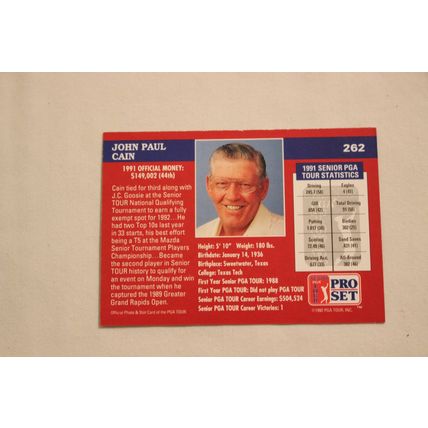 JOHN PAUL
CAIN
262
1991 OFFICIAL MONEY:
$149,002 (44th)
Cain tied for third along with
J.C. Goosie at the Senior
TOUR National Qualifying
Tournament to earn a fully
exempt spot for 1992... He
had two Top 10s last year
in 33 starts, his best effort
being a T5 at the Mazda
Senior Tournament Players
Championship... Became
the second player in Senior
TOUR history to qualify for
an event on Monday and win
the tournament when he
captured the 1989 Greater
Grand Rapids Open.
Official Photo & Stat Card of the PGA TOUR.
Height: 5' 10" Weight: 180 lbs.
Birthdate: January 14, 1936
Birthplace: Sweetwater, Texas
College: Texas Tech
First Year Senior PGA TOUR: 1988
First Year PGA TOUR: Did not play PGA TOUR
Senior PGA TOUR Career Earnings: $504,524
Senior PGA TOUR Career Victories: 1
1991 SENIOR PGA
TOUR STATISTICS
Driving Eagles
GIR Total Driving
Putting Birdies
Scoring Sand Saves
Driving Acc. All-Around
PRO
SET
©1992 PGA TOUR, INC.